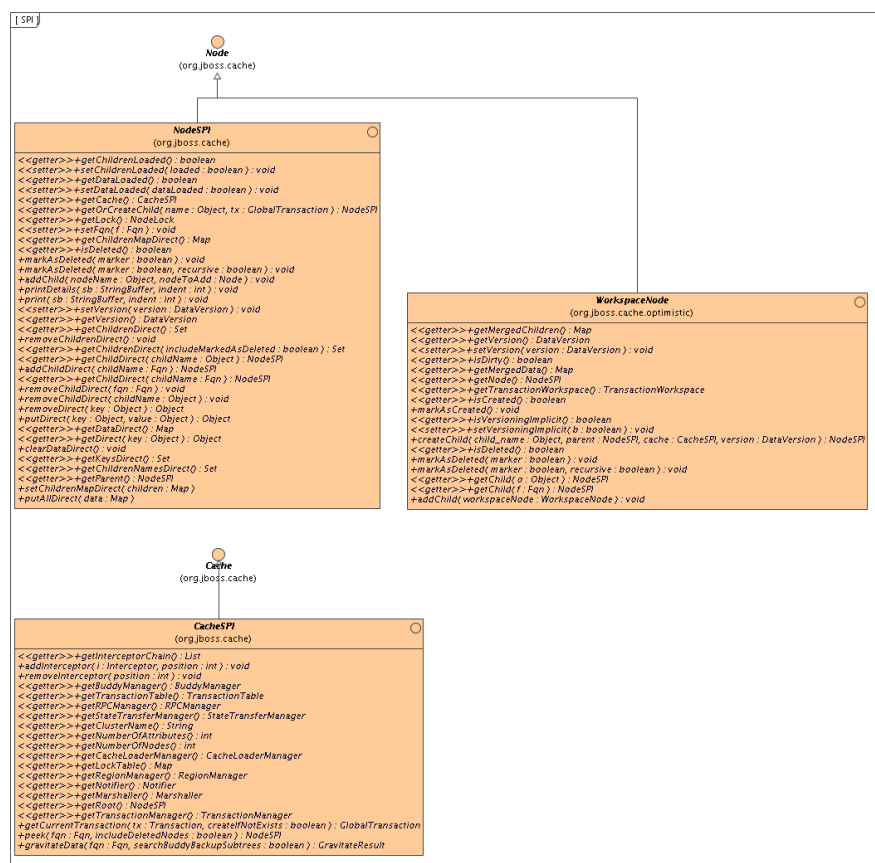 [ SPI ]
Node
(org.jboss.cache)
NodeSPI
(org.jboss.cache)
<<getter>>+getChildrenLoaded() : boolean
<<setter>>+setChildrenLoaded( loaded : boolean ) : void
<<getter>>+getDataLoaded() : boolean
<<setter>>+setDataLoaded( dataLoaded : boolean ) : void
<<getter>>+getCache() : CacheSPI
<<getter>>+getOrCreateChild( name : Object, tx : GlobalTransaction ) : NodeSPI
<<getter>>+getLock() : NodeLock
<<setter>>+setFqn( f : Fqn ) : void
<<getter>>+getChildrenMapDirect() : Map
<<getter>>+isDeleted() : boolean
+markAsDeleted( marker : boolean ) : void
+markAsDeleted( marker : boolean, recursive : boolean ) : void
+addChild( nodeName : Object, nodeToAdd : Node ) : void
+printDetails( sb : StringBuffer, indent : int ) : void
+print( sb : StringBuffer, indent : int ) : void
<<setter>>+setVersion( version : DataVersion ) : void
<<getter>>+getVersion() : DataVersion
<<getter>>+getChildrenDirect() : Set
+removeChildrenDirect() : void
<<getter>>+getChildrenDirect( includeMarkedAsDeleted : boolean ) : Set
<<getter>>+getChildDirect( childName : Object ) : NodeSPI
+addChildDirect( childName : Fqn ) : NodeSPI
<<getter>>+getChildDirect( childName : Fqn ) : NodeSPI
+removeChildDirect( fqn : Fqn ) : void
+removeChildDirect( childName : Object ) : void
+removeDirect( key : Object ) : Object
+putDirect( key : Object, value : Object ) : Object
<<getter>>+getDataDirect() : Map
<<getter>>+getDirect( key : Object ) : Object
+clearDataDirect() : void
<<getter>>+getKeysDirect() : Set
<<getter>>+getChildrenNamesDirect() : Set
<<getter>>+getParent() : NodeSPI
+setChildrenMapDirect( children : Map )
+putAllDirect( data : Map )
WorkspaceNode
(org.jboss.cache.optimistic)
<<getter>>+getMergedChildren() : Map
<<getter>>+getVersion() : DataVersion
<<setter>>+setVersion( version : DataVersion ) : void
<<getter>>+isDirty() : boolean
<<getter>>+getMergedData() : Map
<<getter>>+getNode() : NodeSPI
<<getter>>+getTransactionWorkspace() : TransactionWorkspace
<<getter>>+isCreated() : boolean
+markAsCreated() : void
<<getter>>+isVersioningImplicit() : boolean
<<setter>>+setVersioningImplicit( b : boolean ) : void
+createChild( child_name : Object, parent : NodeSPI, cache : CacheSPI, version : DataVersion ) : NodeSPI
<<getter>>+isDeleted() : boolean
+markAsDeleted( marker : boolean ) : void
+markAsDeleted( marker : boolean, recursive : boolean ) : void
<<getter>>+getChild( o : Object ) : NodeSPI
<<getter>>+getChild( f : Fqn ) : NodeSPI
+addChild( workspaceNode : WorkspaceNode ) : void
Cache
(org.jboss.cache)
CacheSPI
(org.jboss.cache)
<<getter>>+getInterceptorChain() : List
+addInterceptor( i : Interceptor, position : int ) : void
+removeInterceptor( position : int ) : void
<<getter>>+getBuddyManager() : BuddyManager
<<getter>>+getTransactionTable() : TransactionTable
<<getter>>+getRPCManager() : RPCManager
<<getter>>+getStateTransferManager() : StateTransferManager
<<getter>>+getClusterName() : String
<<getter>>+getNumberOfAttributes() : int
<<getter>>+getNumberOfNodes() : int
<<getter>>+getCacheLoaderManager() : CacheLoaderManager
<<getter>>+getLockTable() : Map
<<getter>>+getRegionManager() : RegionManager
<<getter>>+getNotifier() : Notifier
<<getter>>+getMarshaller() : Marshaller
<<getter>>+getRoot() : NodeSPI
<<getter>>+getTransactionManager() : TransactionManager
+getCurrentTransaction( tx : Transaction, createIfNotExists : boolean ) : GlobalTransaction
+peek( fqn : Fqn, includeDeletedNodes : boolean ) : NodeSPI
+gravitateData( fqn : Fqn, searchBuddyBackupSubtrees : boolean ) : GravitateResult